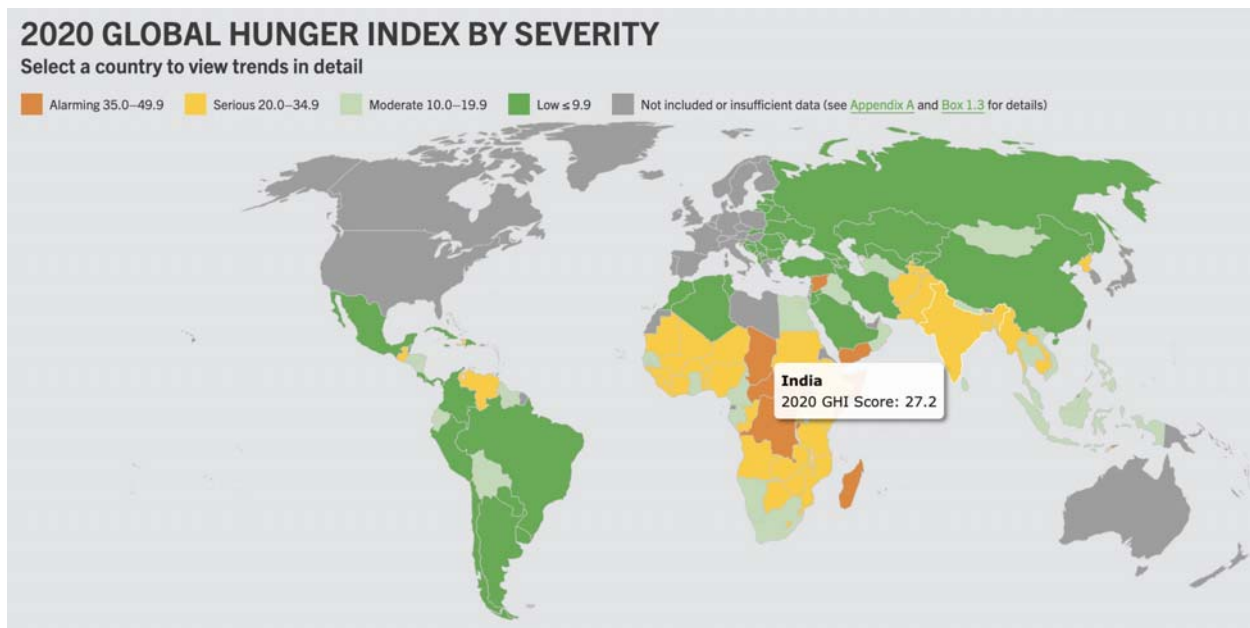 2020 GLOBAL HUNGER INDEX BY SEVERITY
Select a country to view trends in detail
Alarming 35.0–49.9 Serious 20.0–34.9 Moderate 10.0–19.9 Low ≤ 9.9 Not included or insufficient data (see Appendix A and Box 1.3 for details)
India
2020 GHI Score: 27.2